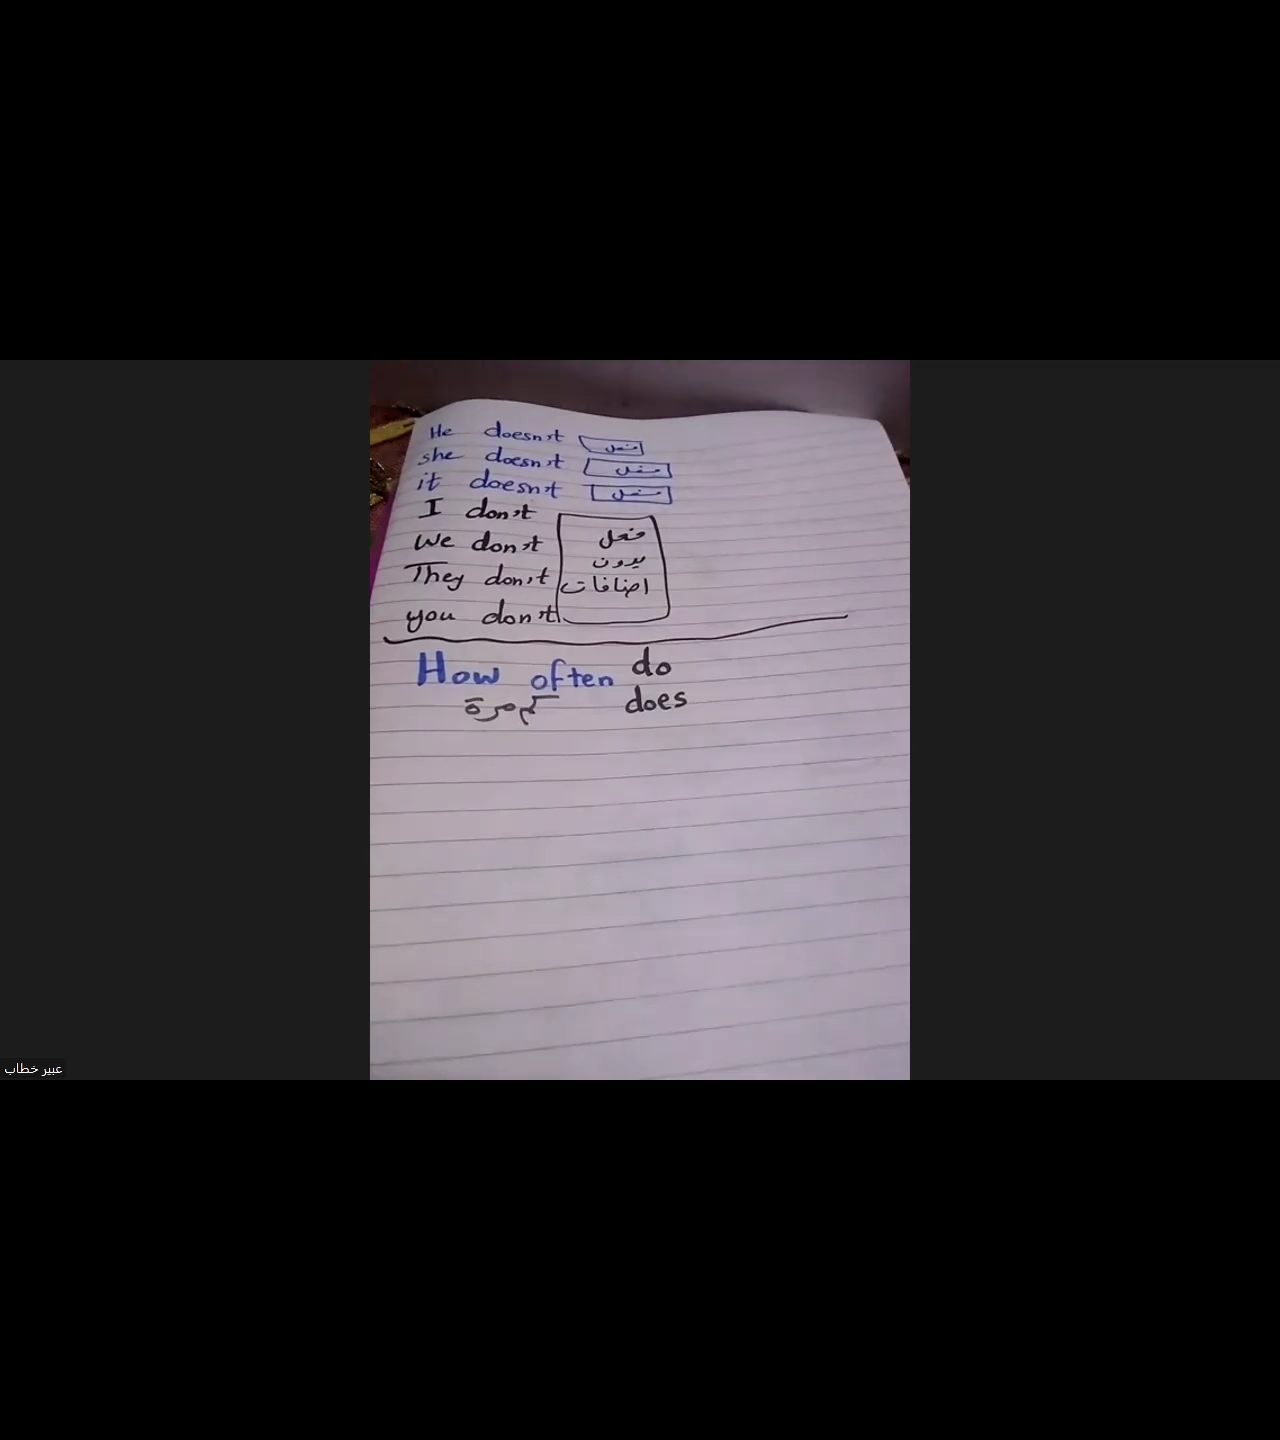 He doesn't فعل
she doesn't فعل
it doesn't فعل
I don't
We don't فعل
They don't بدون
you don't اضافات
How often do
كم مرة does
عبير خطاب